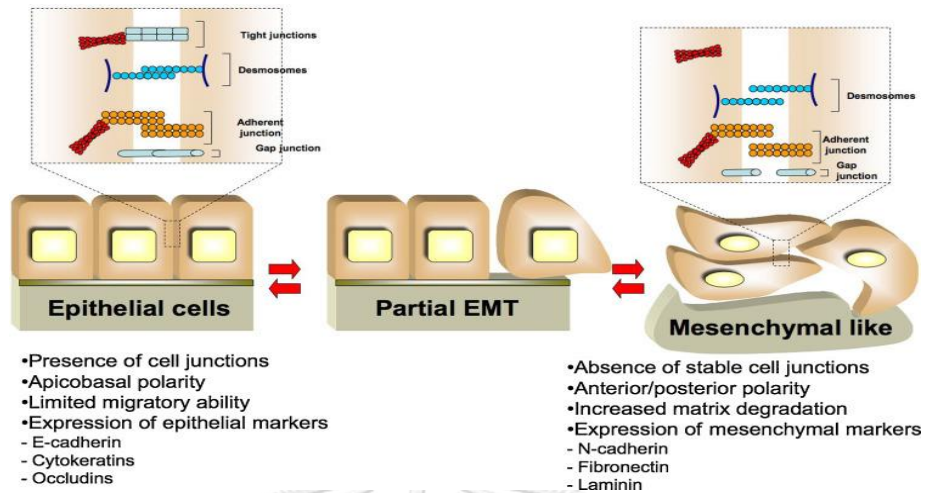 Tight junctions
Desmosomes
Adherent
junction
Gap junction
Desmosomes
Adherent
junction
Gap
junction
Epithelial cells
Partial EMT
Mesenchymal like
•Presence of cell junctions
•Apicobasal polarity
•Limited migratory ability
•Expression of epithelial markers
- E-cadherin
- Cytokeratins
- Occludins
•Absence of stable cell junctions
•Anterior/posterior polarity
•Increased matrix degradation
•Expression of mesenchymal markers
- N-cadherin
- Fibronectin
- Laminin